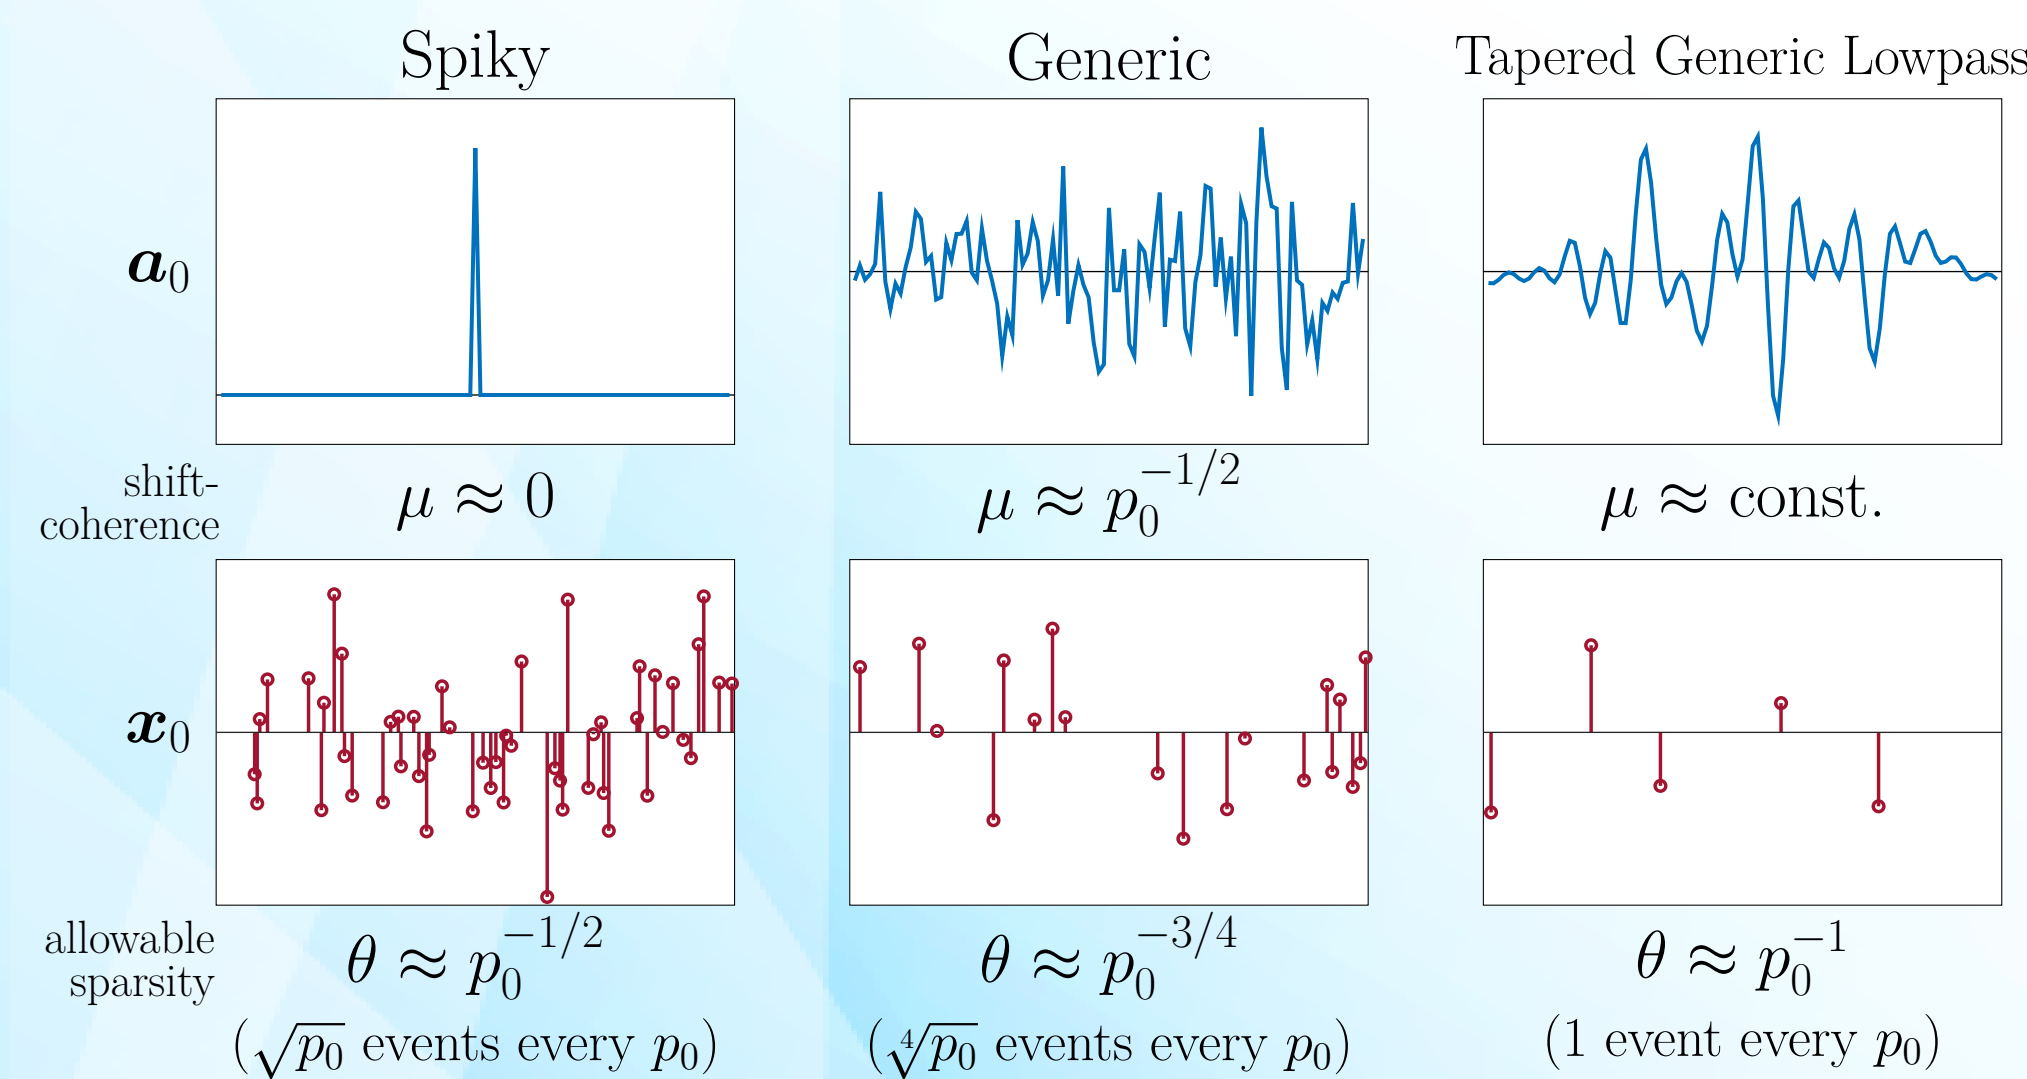 Spiky
Generic
Tapered Generic Lowpass
a₀
shift-
coherence
μ ≈ 0
μ ≈ p₀^{-1/2}
μ ≈ const.
x₀
allowable
sparsity
θ ≈ p₀^{-1/2}
θ ≈ p₀^{-3/4}
θ ≈ p₀^{-1}
(√p₀ events every p₀)
(∜p₀ events every p₀)
(1 event every p₀)